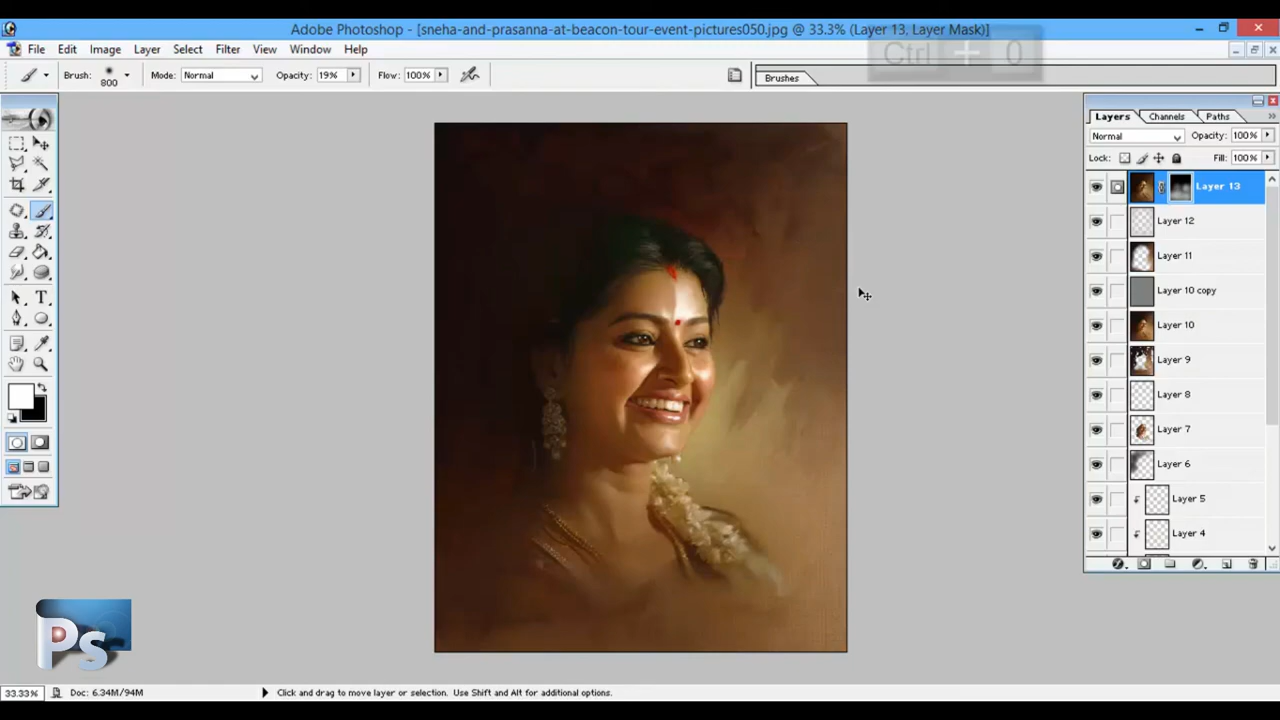 Adobe Photoshop - [sneha-and-prasanna-at-beacon-tour-event-pictures050.jpg @ 33.3% (Layer 13, Layer Mask)]
File Edit Image Layer Select Filter View Window Help
Ctrl + 0
Brush: 800 Mode: Normal Opacity: 19% Flow: 100% Brushes
Layers Channels Paths
Normal Opacity: 100%
Lock: Fill: 100%
Layer 13
Layer 12
Layer 11
Layer 10 copy
Layer 10
Layer 9
Layer 8
Layer 7
Layer 6
Layer 5
Layer 4
Ps
33.33% Doc: 6.34M/94M Click and drag to move layer or selection. Use Shift and Alt for additional options.